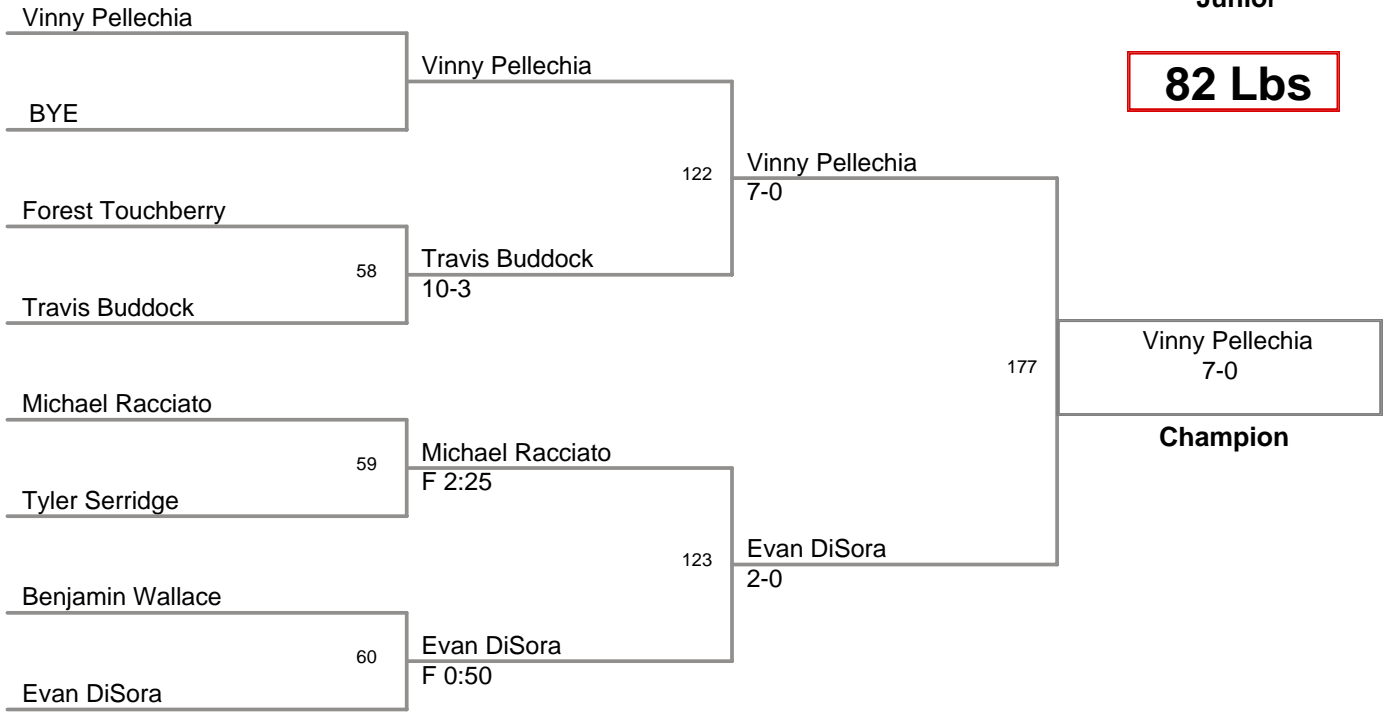 Junior
82 Lbs
Vinny Pellechia
BYE
Forest Touchberry
58
Travis Buddock
Michael Racciato
59
Tyler Serridge
Benjamin Wallace
60
Evan DiSora
Vinny Pellechia
122
Travis Buddock
10-3
Michael Racciato
F 2:25
123
Evan DiSora
F 0:50
Vinny Pellechia
7-0
177
Evan DiSora
2-0
Vinny Pellechia
7-0
Champion